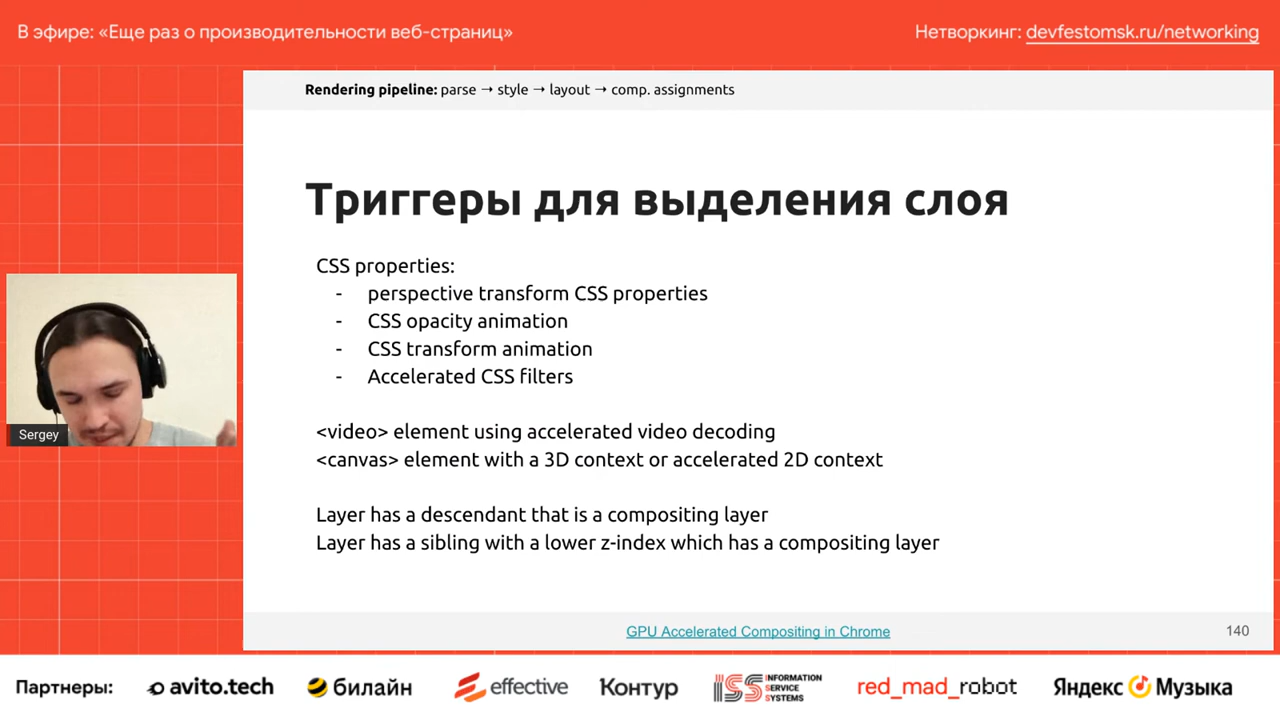 В эфире: «Еще раз о производительности веб-страниц»
Нетворкинг: devfestomsk.ru/networking
Rendering pipeline: parse → style → layout → comp. assignments
Триггеры для выделения слоя
CSS properties:
- perspective transform CSS properties
- CSS opacity animation
- CSS transform animation
- Accelerated CSS filters
<video> element using accelerated video decoding
<canvas> element with a 3D context or accelerated 2D context
Layer has a descendant that is a compositing layer
Layer has a sibling with a lower z-index which has a compositing layer
Sergey
GPU Accelerated Compositing in Chrome
140
Партнеры:
avito.tech
билайн
effective
Контур
ISS INFORMATION
SERVICE
SYSTEMS
red_mad_robot
Яндекс Музыка